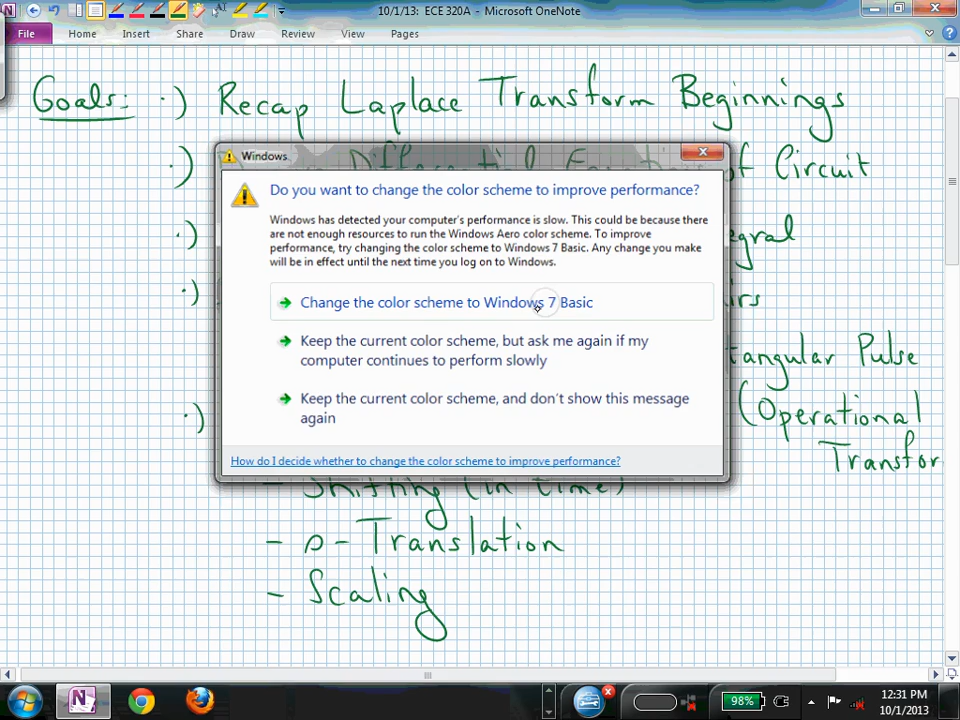 10/1/13: ECE 320A - Microsoft OneNote
File Home Insert Share Draw Review View Pages
Goals: ·) Recap Laplace Transform Beginnings
·) Differential Equations of Circuit
·)
·)
tangular Pulse
·) (Operational
Transfor
- Shifting (in time)
- s - Translation
- Scaling
Windows
Do you want to change the color scheme to improve performance?
Windows has detected your computer's performance is slow. This could be because there
are not enough resources to run the Windows Aero color scheme. To improve
performance, try changing the color scheme to Windows 7 Basic. Any change you make
will be in effect until the next time you log on to Windows.
Change the color scheme to Windows 7 Basic
Keep the current color scheme, but ask me again if my
computer continues to perform slowly
Keep the current color scheme, and don't show this message
again
How do I decide whether to change the color scheme to improve performance?
98%
12:31 PM
10/1/2013